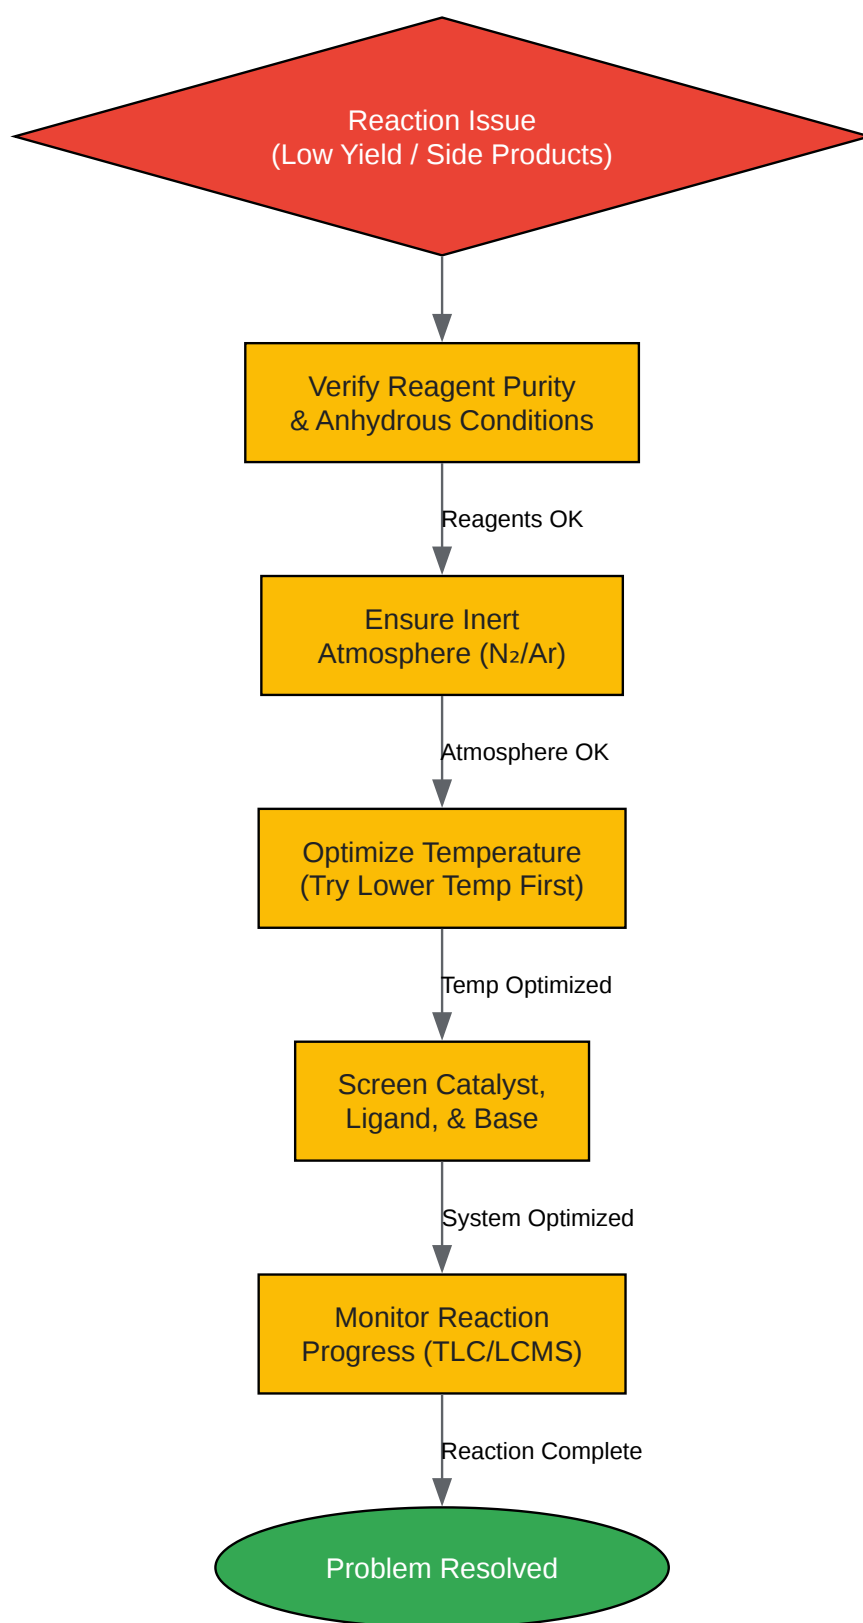 Reaction Issue
(Low Yield / Side Products)
Verify Reagent Purity
& Anhydrous Conditions
Reagents OK
Ensure Inert
Atmosphere (N₂/Ar)
Atmosphere OK
Optimize Temperature
(Try Lower Temp First)
Temp Optimized
Screen Catalyst,
Ligand, & Base
System Optimized
Monitor Reaction
Progress (TLC/LCMS)
Reaction Complete
Problem Resolved